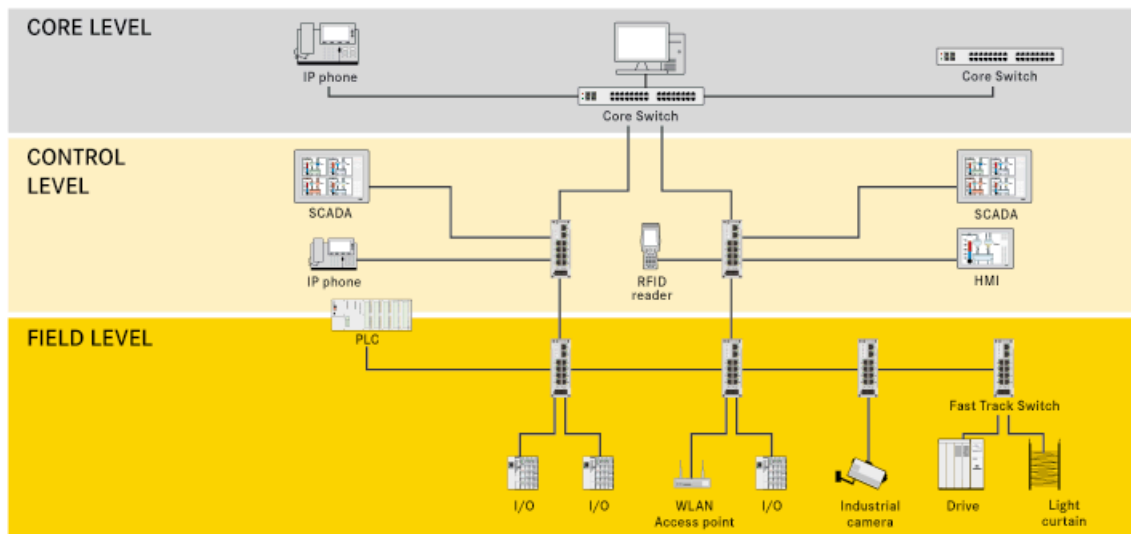 CORE LEVEL
IP phone
Core Switch
Core Switch
CONTROL
LEVEL
SCADA
SCADA
IP phone
RFID
reader
HMI
FIELD LEVEL
PLC
Fast Track Switch
I/O
I/O
WLAN
Access point
I/O
Industrial
camera
Drive
Light
curtain